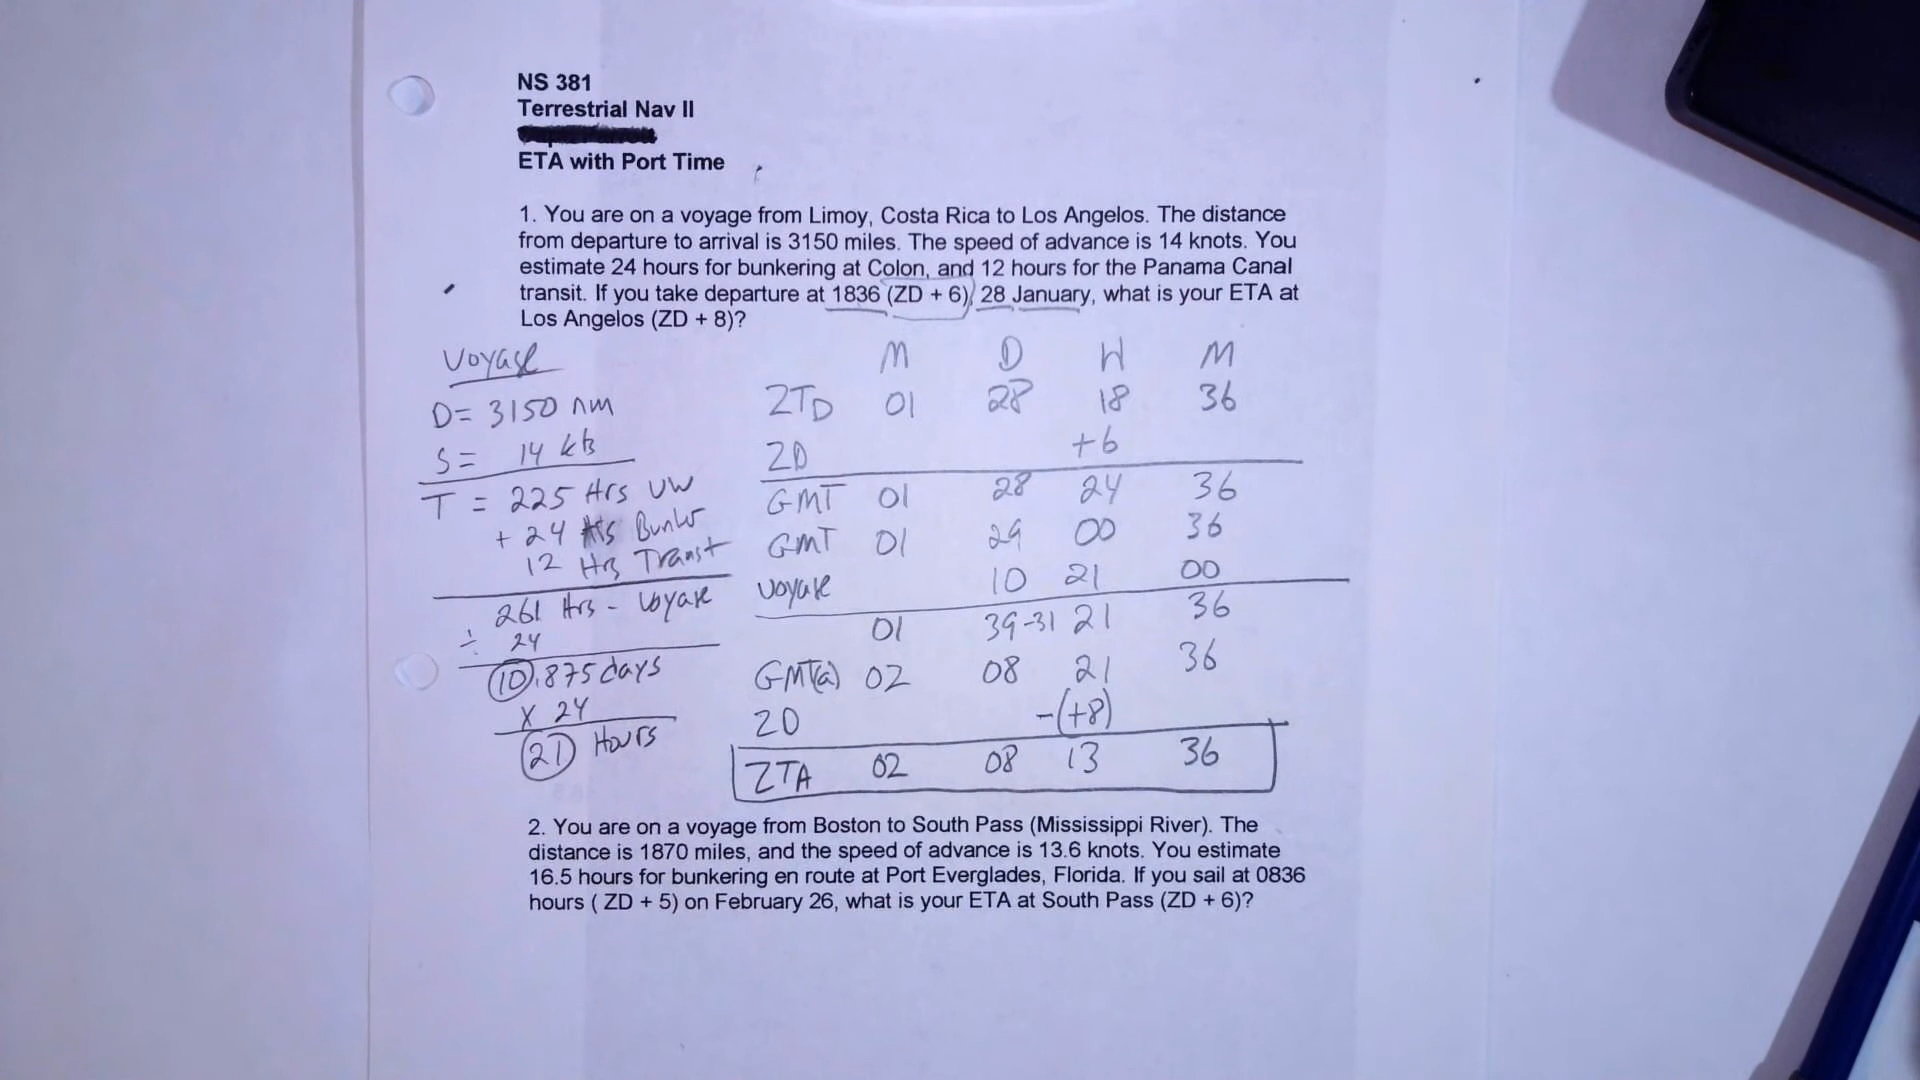 NS 381
Terrestrial Nav II
ETA with Port Time
1. You are on a voyage from Limoy, Costa Rica to Los Angelos. The distance
from departure to arrival is 3150 miles. The speed of advance is 14 knots. You
estimate 24 hours for bunkering at Colon, and 12 hours for the Panama Canal
transit. If you take departure at 1836 (ZD + 6), 28 January, what is your ETA at
Los Angelos (ZD + 8)?
Voyage
D= 3150 nm
S= 14 kts
T = 225 Hrs UW
+ 24 Hrs Bunker
12 Hrs Transt
261 Hrs - Voyage
÷ 24
10.875 days
X 24
21 Hours
M D H M
ZTD 01 28 18 36
ZD +6
GMT 01 28 24 36
GMT 01 29 00 36
voyage 10 21 00
01 39-31 21 36
GMT(a) 02 08 21 36
ZD -(+8)
ZTA 02 08 13 36
2. You are on a voyage from Boston to South Pass (Mississippi River). The
distance is 1870 miles, and the speed of advance is 13.6 knots. You estimate
16.5 hours for bunkering en route at Port Everglades, Florida. If you sail at 0836
hours ( ZD + 5) on February 26, what is your ETA at South Pass (ZD + 6)?